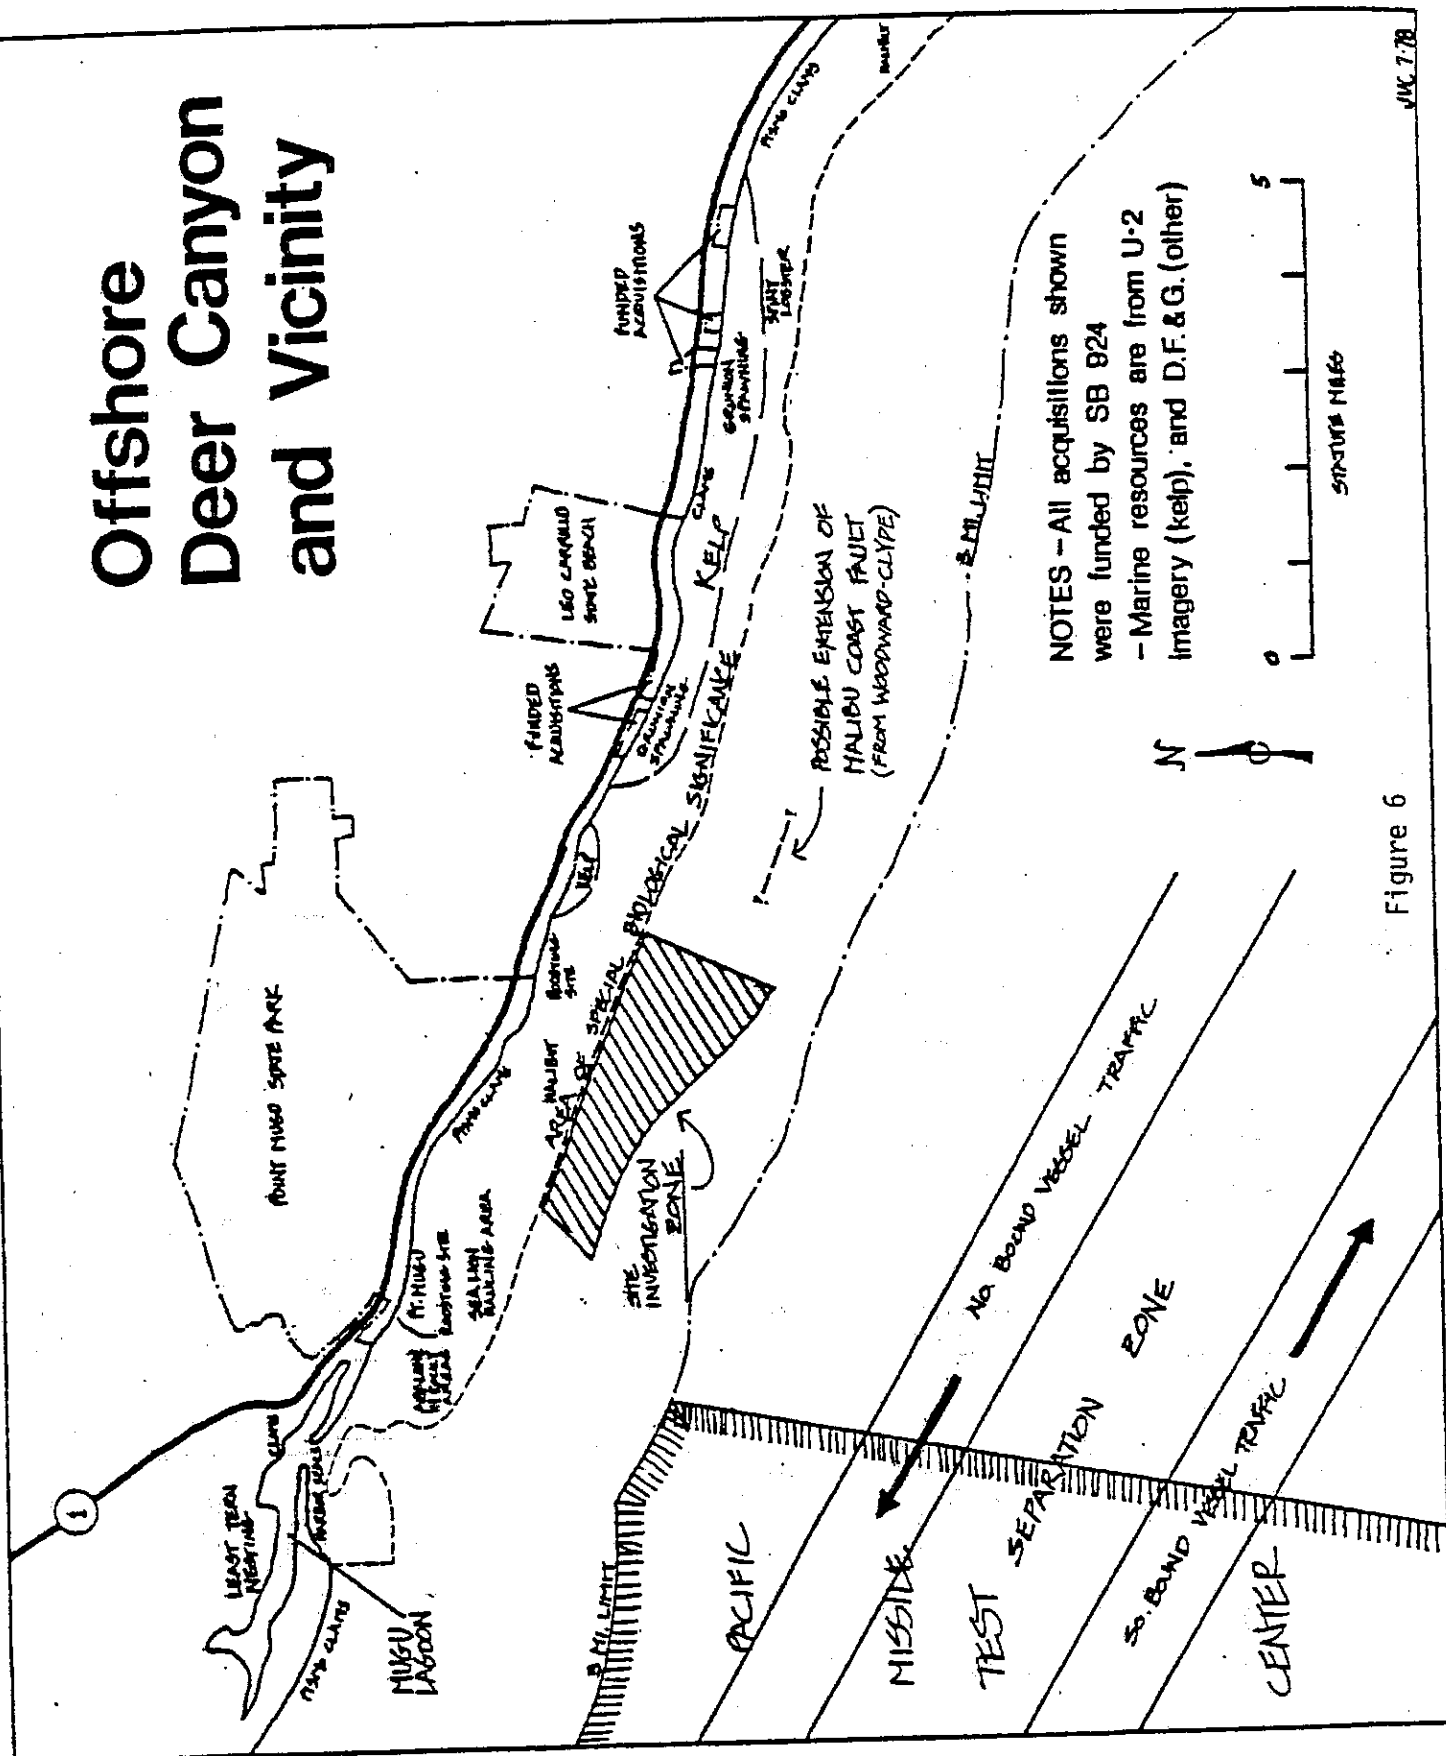 Offshore
Deer Canyon
and Vicinity
1
LEAST TERN
NESTING
CLAMS
PISMO CLAMS
MUGU
LAGOON
POINT MUGU STATE PARK
PT. MUGU
ROOSTING SITE
SEA LION
HAULING AREA
PISMO CLAMS
HALIBUT
ROOSTING
SITE
KELP
AREA OF SPECIAL BIOLOGICAL SIGNIFICANCE
FUNDED
ACQUISITIONS
GRUNION
SPAWNING
LEO CARRILLO
STATE BEACH
CLAMS
KELP
FUNDED
ACQUISITIONS
GRUNION
SPAWNING
SPINY
LOBSTER
PISMO CLAMS
HALIBUT
SITE
INVESTIGATION
ZONE
?
?
POSSIBLE EXTENSION OF
MALIBU COAST FAULT
(FROM WOODWARD-CLYDE)
3 MI. LIMIT
3 MI. LIMIT
PACIFIC
MISSILE
TEST
CENTER
NO. BOUND VESSEL TRAFFIC
SEPARATION ZONE
SO. BOUND VESSEL TRAFFIC
NOTES - All acquisitions shown
were funded by SB 924
- Marine resources are from U-2
imagery (kelp), and D.F.&G. (other)
N
0
5
STATUTE MILES
Figure 6
JVC 7-78